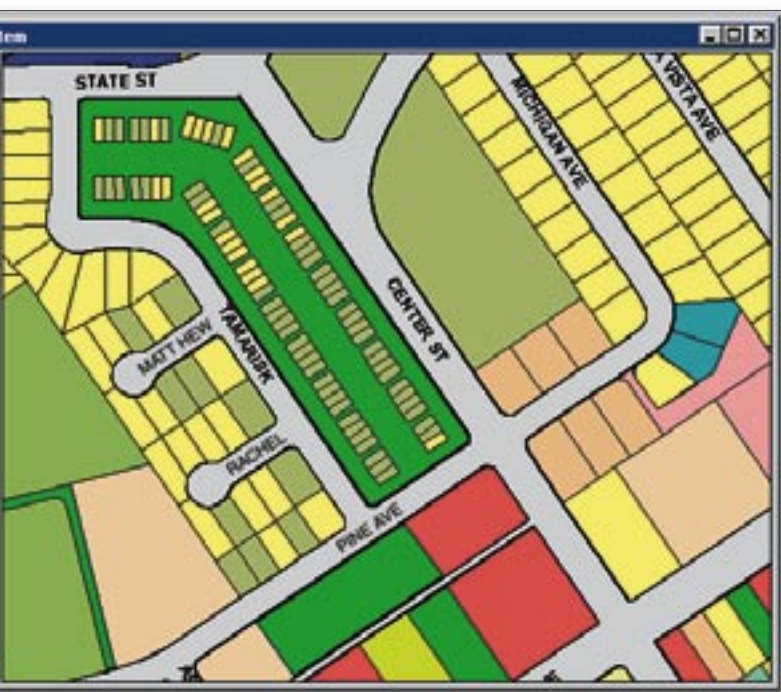 tem
STATE ST
MICHIGAN AVE
VISTA AVE
CENTER ST
TAMARISK
MATT HEW
RACHEL
PINE AVE